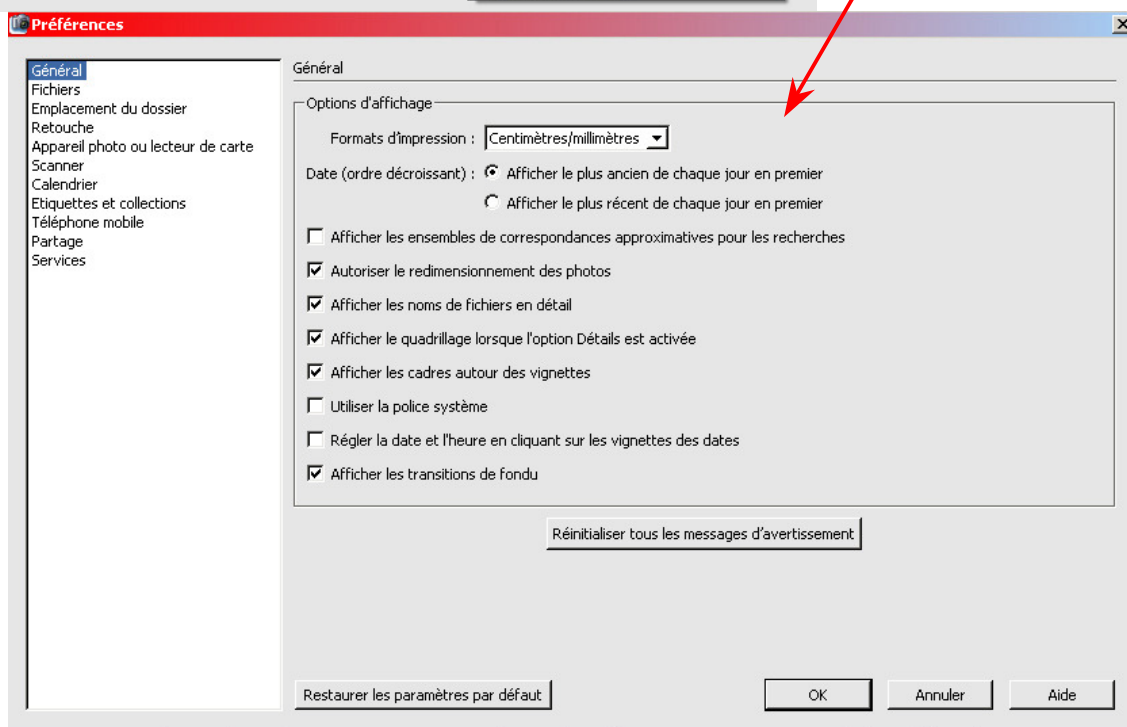 Préférences
Général
Fichiers
Emplacement du dossier
Retouche
Appareil photo ou lecteur de carte
Scanner
Calendrier
Etiquettes et collections
Téléphone mobile
Partage
Services
Général
Options d'affichage
Formats d'impression : Centimètres/millimètres
Date (ordre décroissant) : Afficher le plus ancien de chaque jour en premier
Afficher le plus récent de chaque jour en premier
Afficher les ensembles de correspondances approximatives pour les recherches
Autoriser le redimensionnement des photos
Afficher les noms de fichiers en détail
Afficher le quadrillage lorsque l'option Détails est activée
Afficher les cadres autour des vignettes
Utiliser la police système
Régler la date et l'heure en cliquant sur les vignettes des dates
Afficher les transitions de fondu
Réinitialiser tous les messages d'avertissement
Restaurer les paramètres par défaut OK Annuler Aide